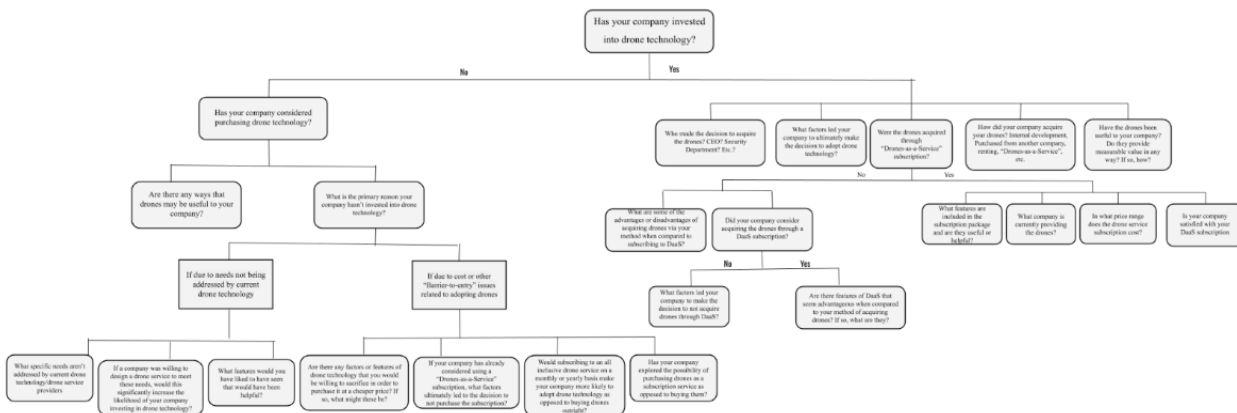 Has your company invested
into drone technology?
No
Yes
Has your company considered
purchasing drone technology?
Who made the decision to acquire
the drones? CEO? Security
Department? Etc.?
What factors led your
company to ultimately make
the decision to adopt drone
technology?
Were the drones acquired
through
"Drones-as-a-Service"
subscription?
How did your company acquire
your drones? Internal development,
Purchased from another company,
renting, "Drones-as-a-Service",
etc.
Have the drones been
useful to your company?
Do they provide
measurable value in any
way? If so, how?
No
Yes
Are there any ways that
drones may be useful to your
company?
What is the primary reason your
company hasn't invested into drone
technology?
What are some of the
advantages or disadvantages of
acquiring drones via your
method when compared to
subscribing to DaaS?
Did your company consider
acquiring the drones through a
DaaS subscription?
What features are
included in the
subscription package
and are they useful or
helpful?
What company is
currently providing
the drones?
In what price range
does the drone service
subscription cost?
Is your company
satisfied with your
DaaS subscription
No
Yes
If due to needs not being
addressed by current
drone technology
If due to cost or other
"Barrier-to-entry" issues
related to adopting drones
What factors led your
company to make the
decision to not acquire
drones through DaaS?
Are there features of DaaS that
seem advantageous when compared
to your method of acquiring
drones? If so, what are they?
What specific needs aren't
addressed by current drone
technology/drone service
providers
If a company was willing to
design a drone service to meet
these needs, would this
significantly increase the
likelihood of your company
investing in drone technology?
What features would you
have liked to have seen
that would have been
helpful?
Are there any factors or features of
drone technology that you would
be willing to sacrifice in order to
purchase it at a cheaper price? If
so, what might these be?
If your company has already
considered using a
"Drones-as-a-Service"
subscription, what factors
ultimately led to the decision to
not purchase the subscription?
Would subscribing to an all
inclusive drone service on a
monthly or yearly basis make
your company more likely to
adopt drone technology as
opposed to buying drones
outright?
Has your company
explored the possibility of
purchasing drones as a
subscription service as
opposed to buying them?